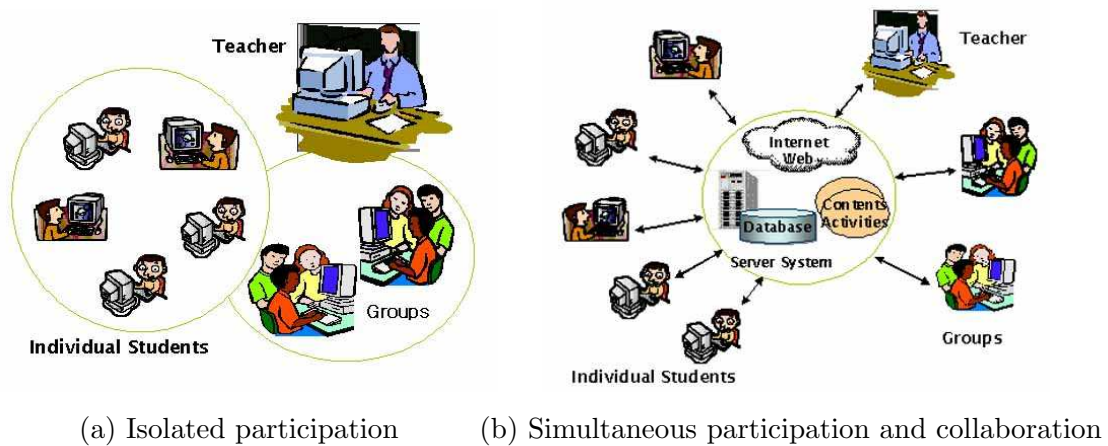 Teacher
Groups
Individual Students
(a) Isolated participation
Teacher
Internet
Web
Contents
Activities
Database
Server System
Groups
Individual Students
(b) Simultaneous participation and collaboration